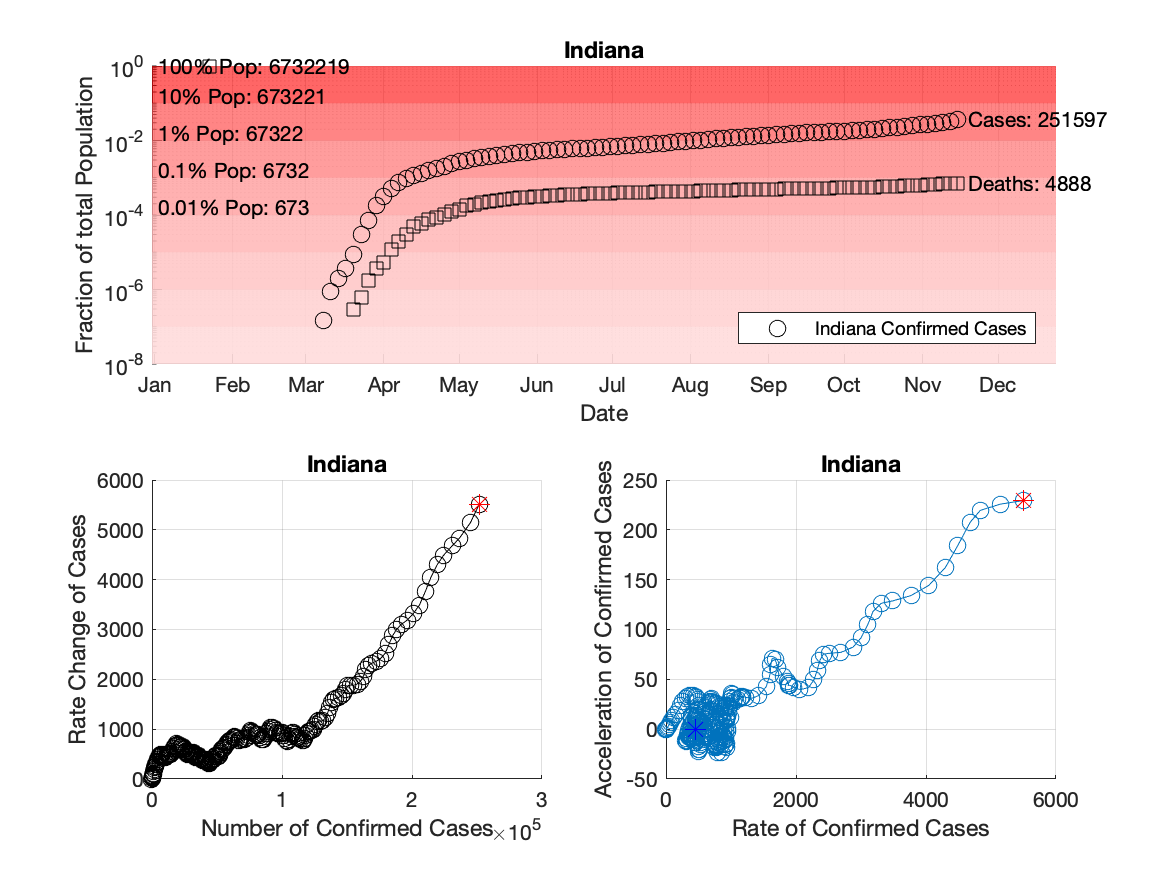 Indiana
10^0
10^-2
10^-4
10^-6
10^-8
Fraction of total Population
100% Pop: 6732219
10% Pop: 673221
1% Pop: 67322
0.1% Pop: 6732
0.01% Pop: 673
Cases: 251597
Deaths: 4888
Indiana Confirmed Cases
Jan Feb Mar Apr May Jun Jul Aug Sep Oct Nov Dec
Date
Indiana
6000
5000
4000
3000
2000
1000
0
Rate Change of Cases
0 1 2 3
Number of Confirmed Cases
×10^5
Indiana
250
200
150
100
50
0
-50
Acceleration of Confirmed Cases
0 2000 4000 6000
Rate of Confirmed Cases